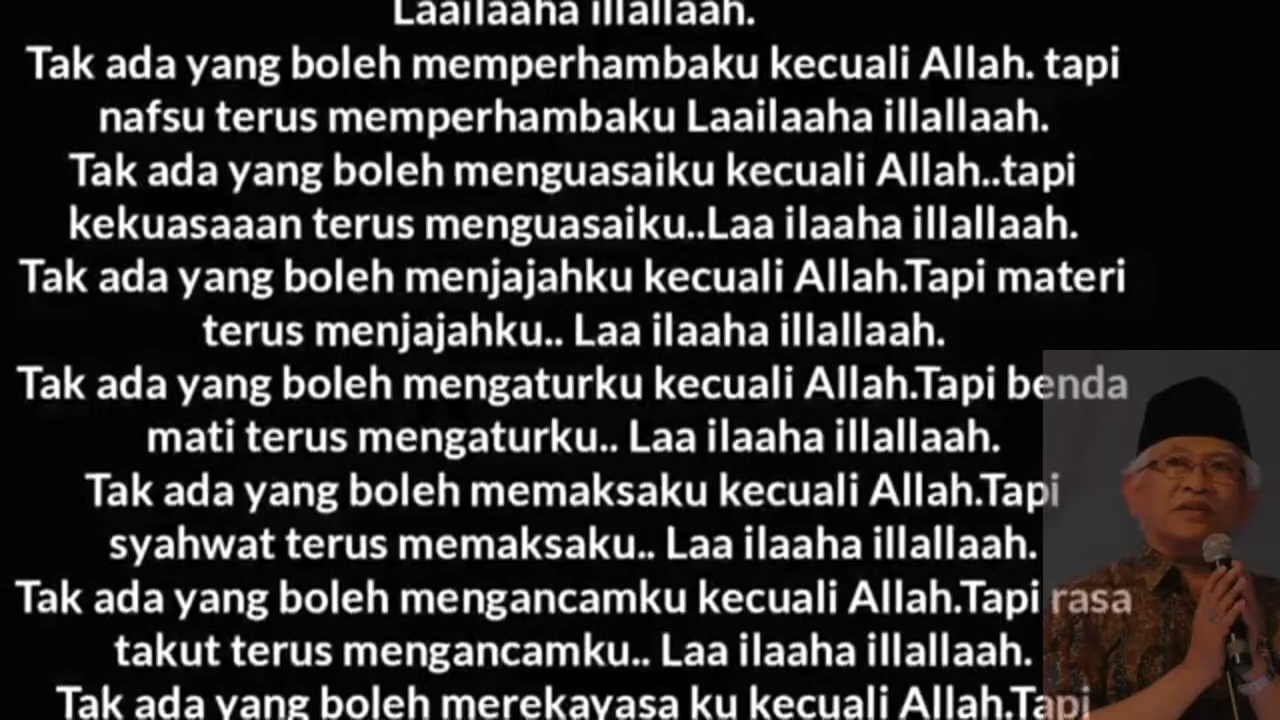 Laailaaha illallaah.
Tak ada yang boleh memperhambaku kecuali Allah. tapi
nafsu terus memperhambaku Laailaaha illallaah.
Tak ada yang boleh menguasaiku kecuali Allah..tapi
kekuasaaan terus menguasaiku..Laa ilaaha illallaah.
Tak ada yang boleh menjajahku kecuali Allah.Tapi materi
terus menjajahku.. Laa ilaaha illallaah.
Tak ada yang boleh mengaturku kecuali Allah.Tapi benda
mati terus mengaturku.. Laa ilaaha illallaah.
Tak ada yang boleh memaksaku kecuali Allah.Tapi
syahwat terus memaksaku.. Laa ilaaha illallaah.
Tak ada yang boleh mengancamku kecuali Allah.Tapi rasa
takut terus mengancamku.. Laa ilaaha illallaah.
Tak ada yang boleh merekayasa ku kecuali Allah.Tapi